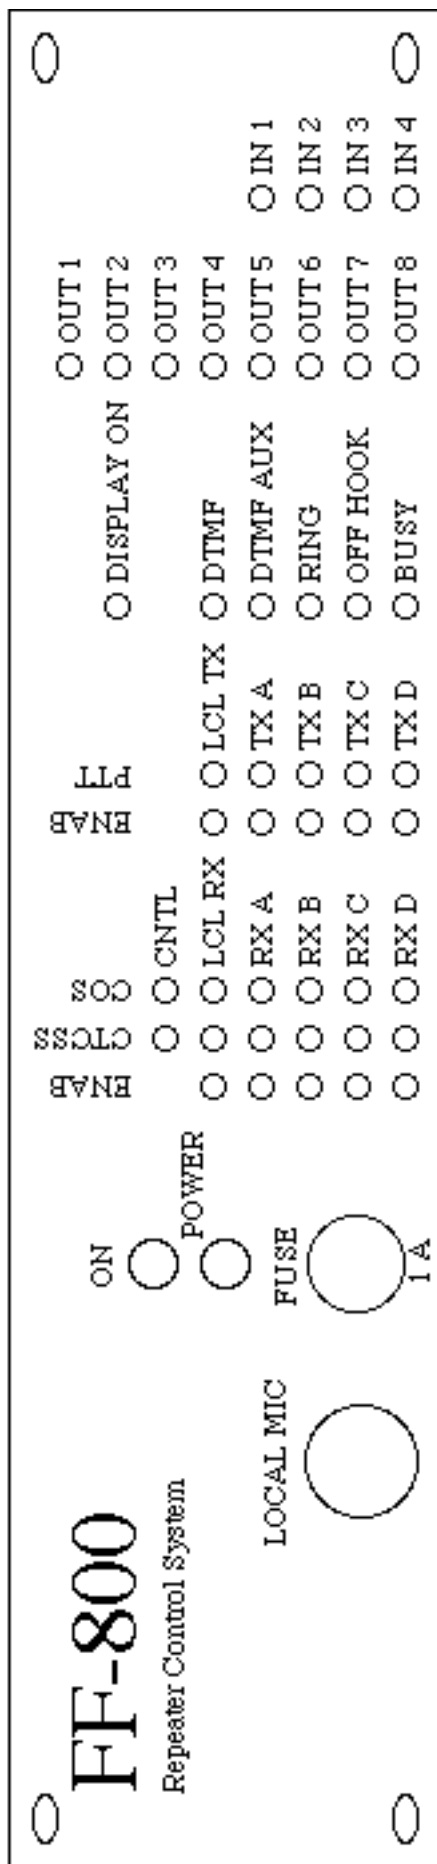 FF-800
Repeater Control System
LOCAL MIC
ON
POWER
FUSE
1 A
ENAB
CTCSS
COS
CNTL
LCL RX
RX A
RX B
RX C
RX D
ENAB
PTT
LCL TX
TX A
TX B
TX C
TX D
DISPLAY ON
DTMF
DTMF AUX
RING
OFF HOOK
BUSY
OUT 1
OUT 2
OUT 3
OUT 4
OUT 5
OUT 6
OUT 7
OUT 8
IN 1
IN 2
IN 3
IN 4